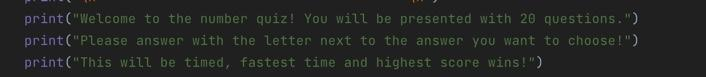 print("Welcome to the number quiz! You will be presented with 20 questions.")
print("Please answer with the letter next to the answer you want to choose!")
print("This will be timed, fastest time and highest score wins!")